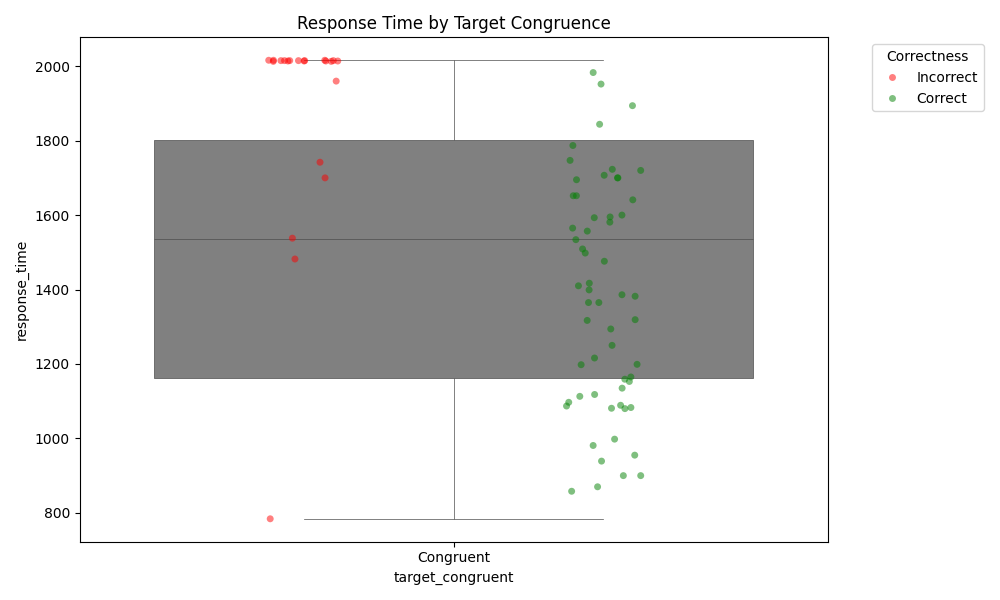 Response Time by Target Congruence
Correctness
Incorrect
Correct
response_time
2000
1800
1600
1400
1200
1000
800
Congruent
target_congruent